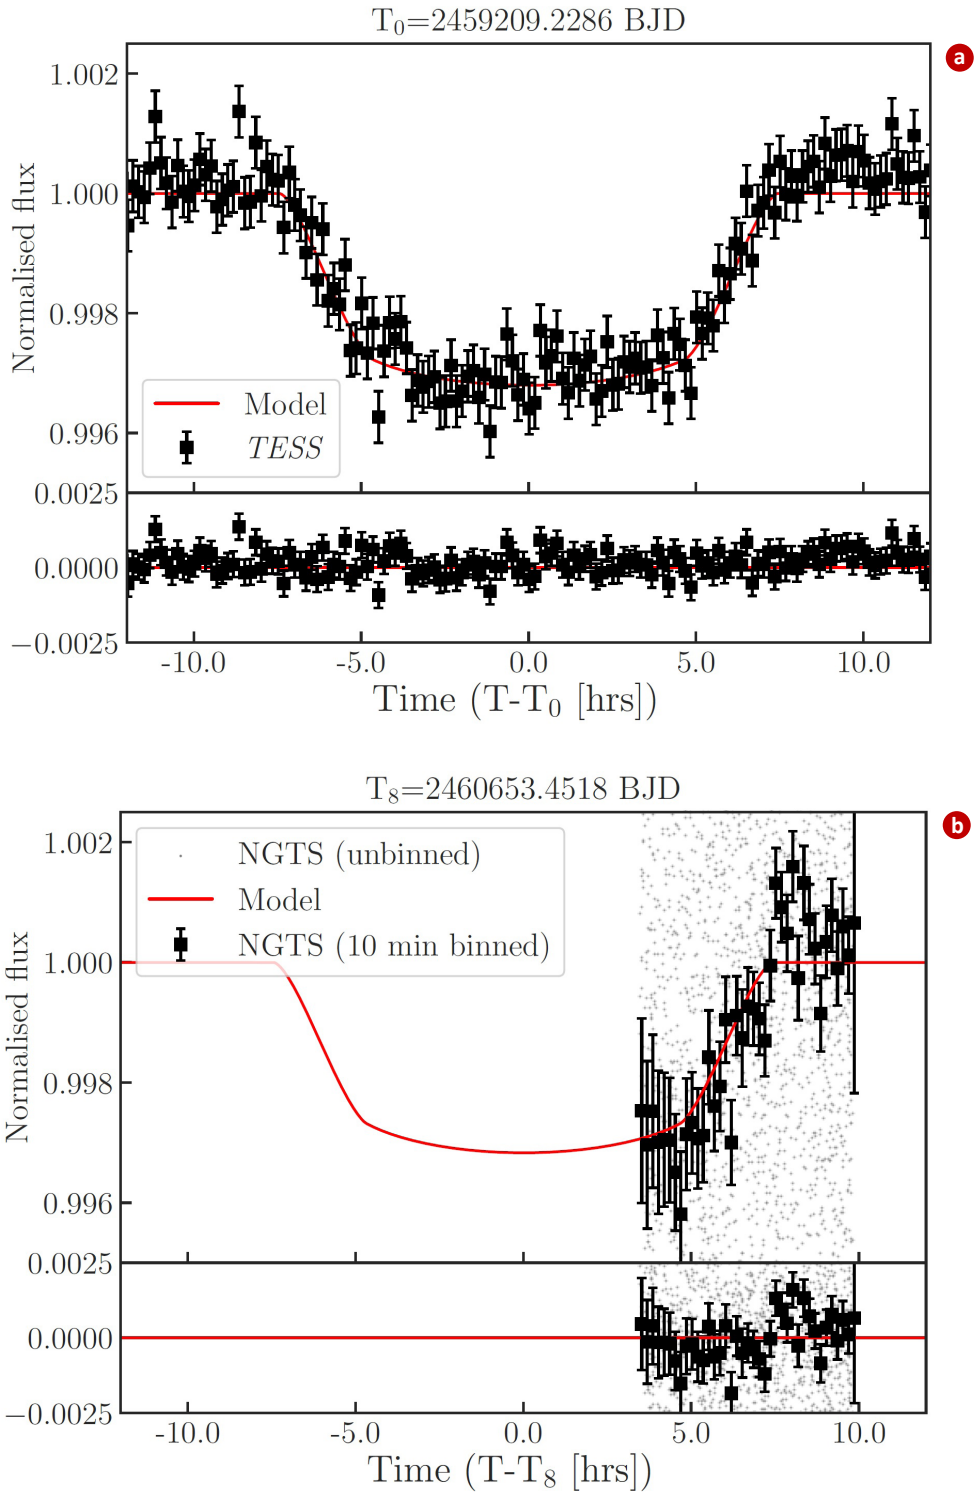 T₀=2459209.2286 BJD
a
1.002
1.000
0.998
0.996
Normalised flux
Model
TESS
0.0025
0.0000
−0.0025
-10.0 -5.0 0.0 5.0 10.0
Time (T-T₀ [hrs])
T₈=2460653.4518 BJD
b
1.002
1.000
0.998
0.996
Normalised flux
NGTS (unbinned)
Model
NGTS (10 min binned)
0.0025
0.0000
−0.0025
-10.0 -5.0 0.0 5.0 10.0
Time (T-T₈ [hrs])